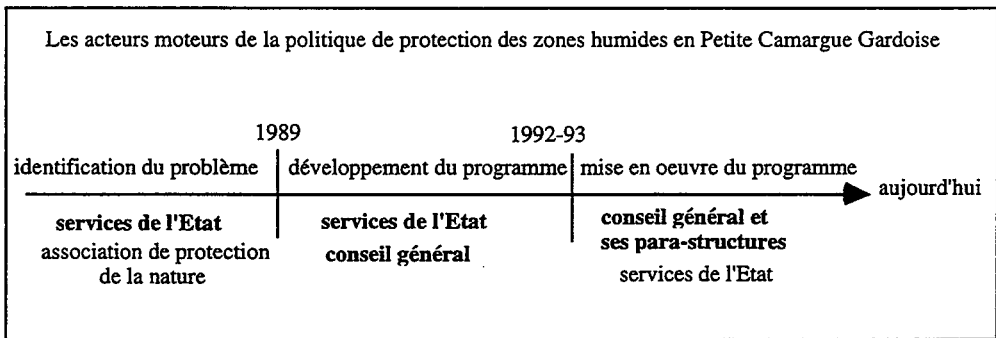 Les acteurs moteurs de la politique de protection des zones humides en Petite Camargue Gardoise
1989
1992-93
identification du problème
développement du programme
mise en oeuvre du programme
aujourd'hui
services de l'Etat
association de protection
de la nature
services de l'Etat
conseil général
conseil général et
ses para-structures
services de l'Etat